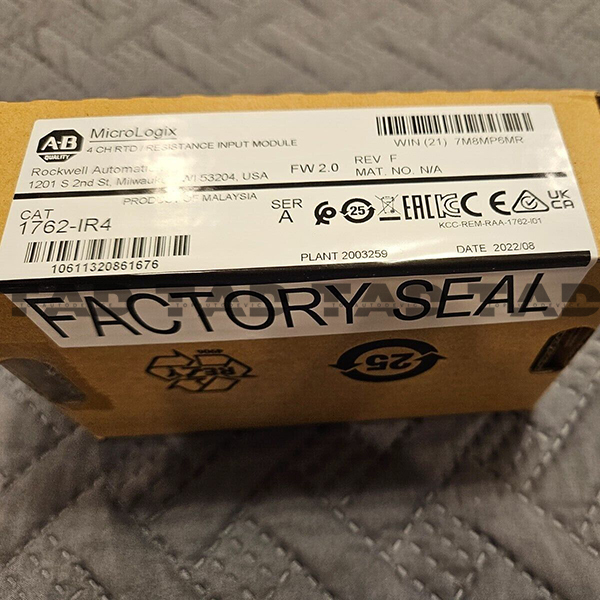 A·B
QUALITY
MicroLogix
4 CH RTD / RESISTANCE INPUT MODULE
Rockwell Automati
1201 S 2nd St, Milwauk WI 53204, USA
FW 2.0
REV F
MAT. NO. N/A
WIN (21) 7M8MP6MR
PRODUCT OF MALAYSIA
CAT
1762-IR4
10611320861676
SER
A
25
EAC
CE
UK
CA
KCC-REM-RAA-1762-I01
PLANT 2003259
DATE 2022/08
FACTORY SEAL
RE.Z.Y
25